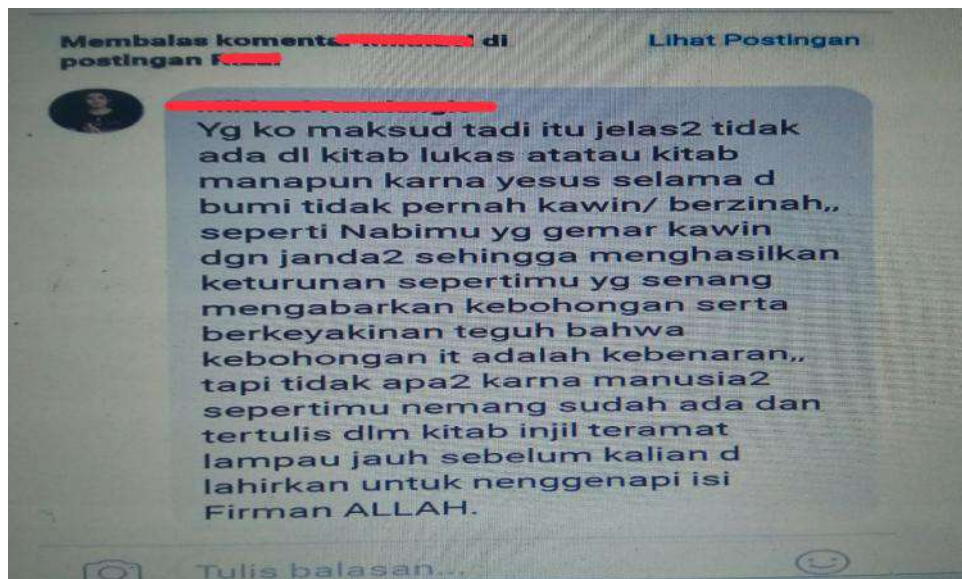 Membalas komentar di
postingan
Lihat Postingan
Yg ko maksud tadi itu jelas2 tidak
ada dl kitab lukas atatau kitab
manapun karna yesus selama d
bumi tidak pernah kawin/ berzinah,,
seperti Nabimu yg gemar kawin
dgn janda2 sehingga menghasilkan
keturunan sepertimu yg senang
mengabarkan kebohongan serta
berkeyakinan teguh bahwa
kebohongan it adalah kebenaran,,
tapi tidak apa2 karna manusia2
sepertimu nemang sudah ada dan
tertulis dlm kitab injil teramat
lampau jauh sebelum kalian d
lahirkan untuk nenggenapi isi
Firman ALLAH.
Tulis balasan...